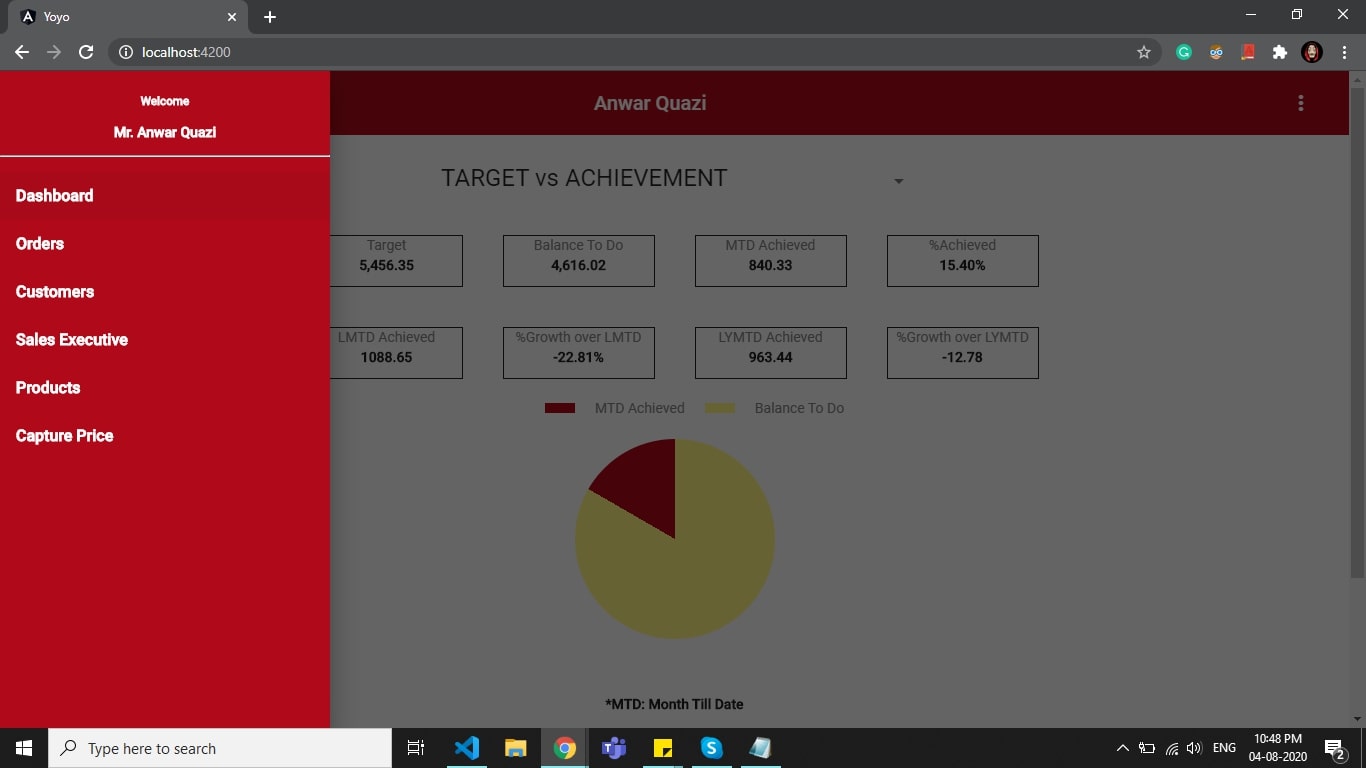 Yoyo
localhost:4200
Welcome
Mr. Anwar Quazi
Dashboard
Orders
Customers
Sales Executive
Products
Capture Price
Anwar Quazi
TARGET vs ACHIEVEMENT
Target
5,456.35
Balance To Do
4,616.02
MTD Achieved
840.33
%Achieved
15.40%
LMTD Achieved
1088.65
%Growth over LMTD
-22.81%
LYMTD Achieved
963.44
%Growth over LYMTD
-12.78
MTD Achieved
Balance To Do
*MTD: Month Till Date
Type here to search
ENG
10:48 PM
04-08-2020
2